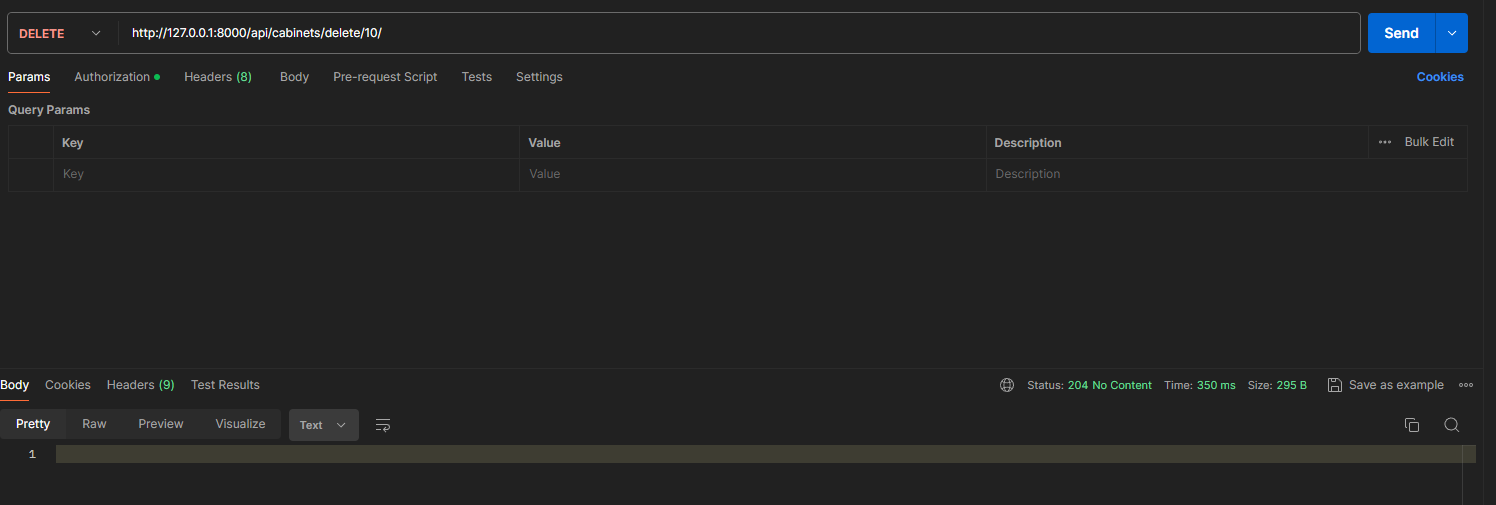 DELETE http://127.0.0.1:8000/api/cabinets/delete/10/ Send
Params Authorization Headers (8) Body Pre-request Script Tests Settings Cookies
Query Params
Key Value Description Bulk Edit
Key Value Description
Body Cookies Headers (9) Test Results Status: 204 No Content Time: 350 ms Size: 295 B Save as example
Pretty Raw Preview Visualize Text
1